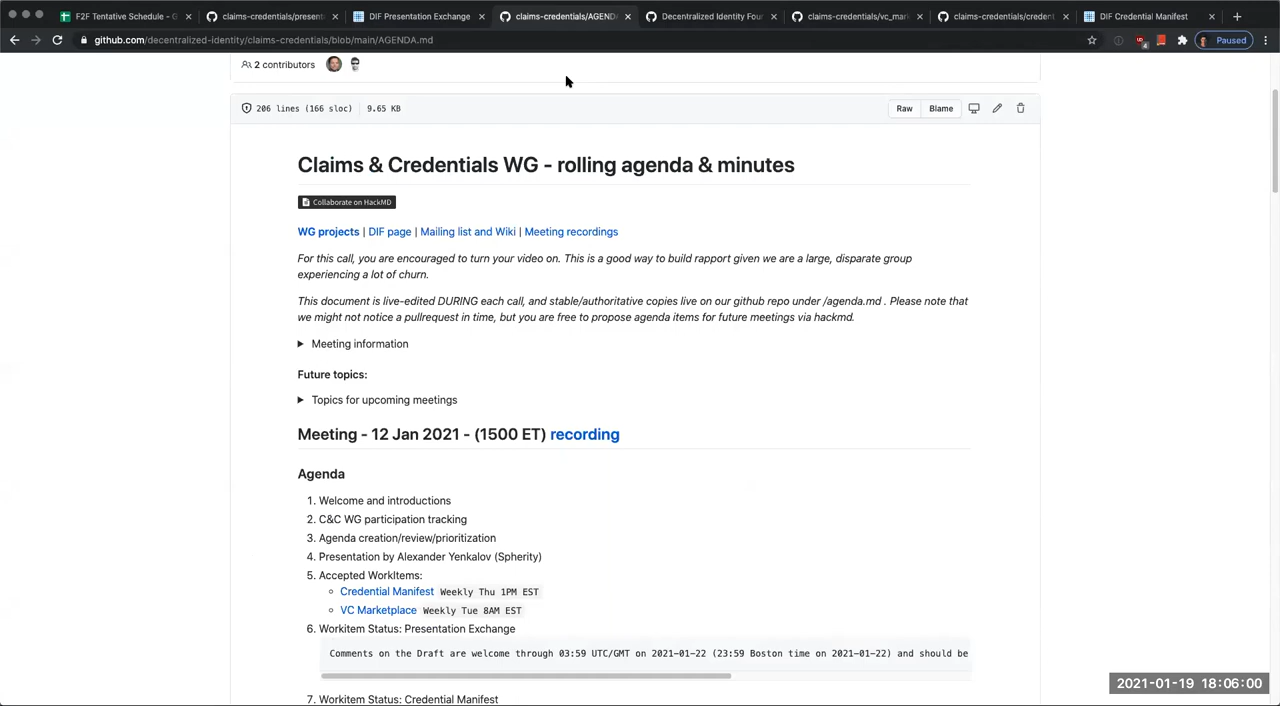 F2F Tentative Schedule - G
claims-credentials/present
DIF Presentation Exchange
claims-credentials/AGEND
Decentralized Identity Foun
claims-credentials/vc_mar
claims-credentials/creden
DIF Credential Manifest
github.com/decentralized-identity/claims-credentials/blob/main/AGENDA.md
4
Paused
2 contributors
206 lines (166 sloc) 9.65 KB
Raw Blame
Claims & Credentials WG - rolling agenda & minutes
Collaborate on HackMD
WG projects | DIF page | Mailing list and Wiki | Meeting recordings
For this call, you are encouraged to turn your video on. This is a good way to build rapport given we are a large, disparate group
experiencing a lot of churn.
This document is live-edited DURING each call, and stable/authoritative copies live on our github repo under /agenda.md . Please note that
we might not notice a pullrequest in time, but you are free to propose agenda items for future meetings via hackmd.
Meeting information
Future topics:
Topics for upcoming meetings
Meeting - 12 Jan 2021 - (1500 ET) recording
Agenda
1. Welcome and introductions
2. C&C WG participation tracking
3. Agenda creation/review/prioritization
4. Presentation by Alexander Yenkalov (Spherity)
5. Accepted WorkItems:
Credential Manifest Weekly Thu 1PM EST
VC Marketplace Weekly Tue 8AM EST
6. Workitem Status: Presentation Exchange
Comments on the Draft are welcome through 03:59 UTC/GMT on 2021-01-22 (23:59 Boston time on 2021-01-22) and should be
7. Workitem Status: Credential Manifest
2021-01-19 18:06:00